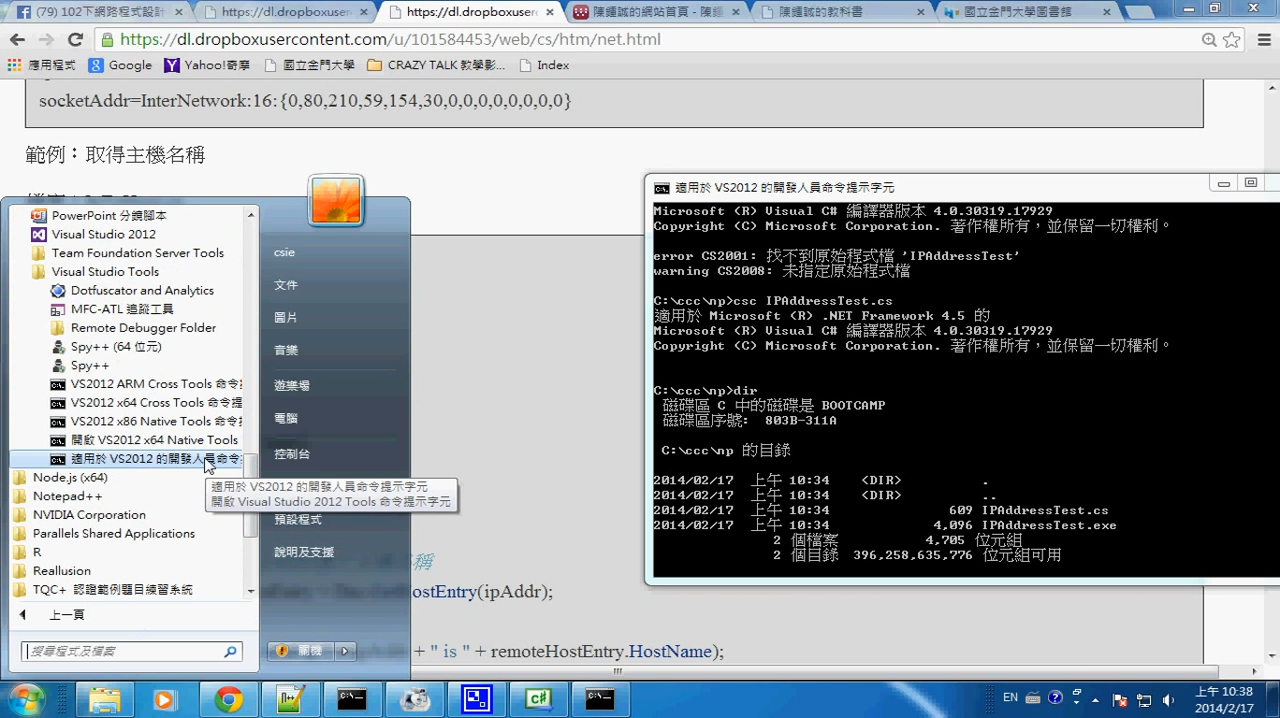 (79) 102下網路程式設計
https://dl.dropboxuserc
https://dl.dropboxuserc
陳鍾誠的網站首頁 - 陳鍾
陳鍾誠的教科書
國立金門大學圖書館
https://dl.dropboxusercontent.com/u/101584453/web/cs/htm/net.html
應用程式
Google
Yahoo!奇摩
國立金門大學
CRAZY TALK 教學影...
Index
socketAddr=InterNetwork:16:{0,80,210,59,154,30,0,0,0,0,0,0,0,0}
範例：取得主機名稱
PowerPoint 分鏡腳本
Visual Studio 2012
Team Foundation Server Tools
Visual Studio Tools
Dotfuscator and Analytics
MFC-ATL 追蹤工具
Remote Debugger Folder
Spy++ (64 位元)
Spy++
VS2012 ARM Cross Tools 命令
VS2012 x64 Cross Tools 命令提
VS2012 x86 Native Tools 命令
開啟 VS2012 x64 Native Tools
適用於 VS2012 的開發人員命令
Node.js (x64)
Notepad++
NVIDIA Corporation
Parallels Shared Applications
R
Reallusion
TQC+ 認證範例題目練習系統
上一頁
搜尋程式及檔案
csie
文件
圖片
音樂
遊樂場
電腦
控制台
預設程式
說明及支援
關機
適用於 VS2012 的開發人員命令提示字元
開啟 Visual Studio 2012 Tools 命令提示字元
稱
ostEntry(ipAddr);
+ " is " + remoteHostEntry.HostName);
適用於 VS2012 的開發人員命令提示字元
Microsoft (R) Visual C# 編譯器版本 4.0.30319.17929
Copyright (C) Microsoft Corporation. 著作權所有，並保留一切權利。
error CS2001: 找不到原始程式檔 'IPAddressTest'
warning CS2008: 未指定原始程式檔
C:\ccc\np>csc IPAddressTest.cs
適用於 Microsoft (R) .NET Framework 4.5 的
Microsoft (R) Visual C# 編譯器版本 4.0.30319.17929
Copyright (C) Microsoft Corporation. 著作權所有，並保留一切權利。
C:\ccc\np>dir
磁碟區 C 中的磁碟是 BOOTCAMP
磁碟區序號: 803B-311A
C:\ccc\np 的目錄
2014/02/17 上午 10:34 <DIR> .
2014/02/17 上午 10:34 <DIR> ..
2014/02/17 上午 10:34 609 IPAddressTest.cs
2014/02/17 上午 10:34 4,096 IPAddressTest.exe
2 個檔案 4,705 位元組
2 個目錄 396,258,635,776 位元組可用
EN
上午 10:38
2014/2/17